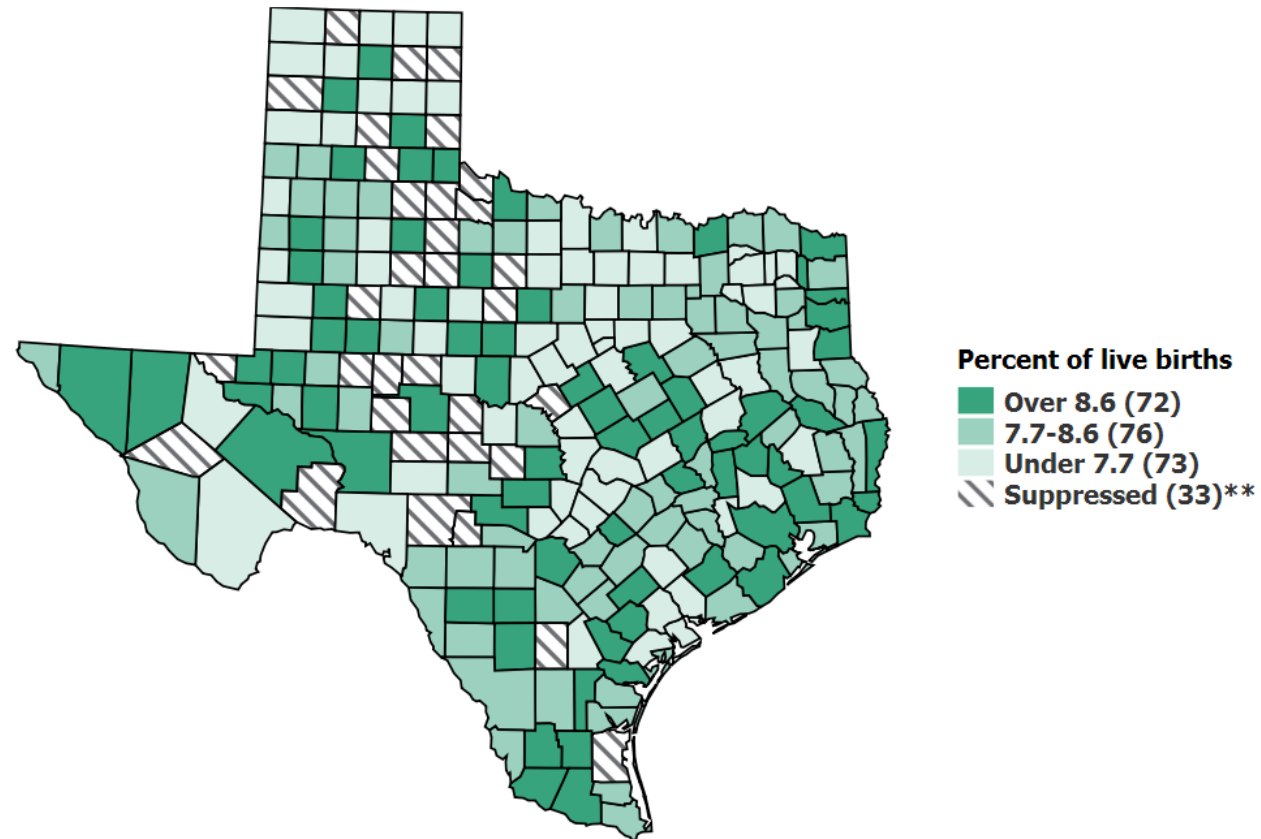 Percent of live births
Over 8.6 (72)
7.7-8.6 (76)
Under 7.7 (73)
Suppressed (33)**